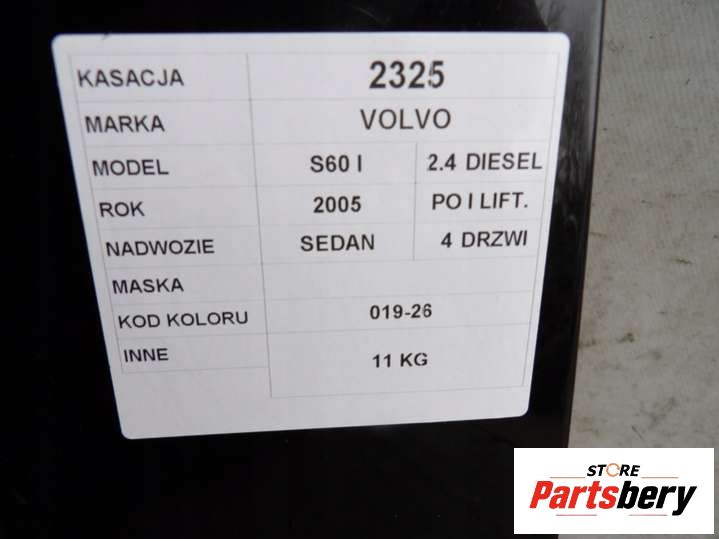 KASACJA 2325
MARKA VOLVO
MODEL S60 I 2.4 DIESEL
ROK 2005 PO I LIFT.
NADWOZIE SEDAN 4 DRZWI
MASKA
KOD KOLORU 019-26
INNE 11 KG
STORE
Partsbery